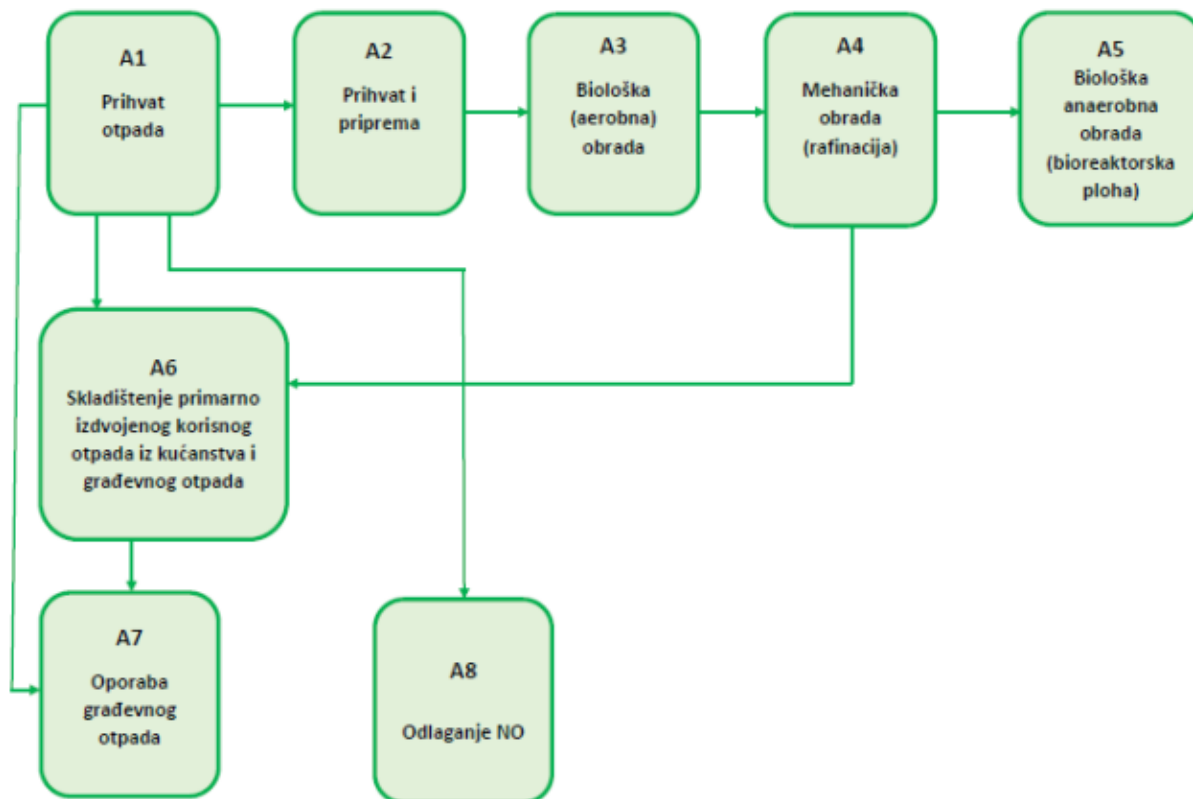 A1
Prihvat
otpada
A2
Prihvat i
priprema
A3
Biološka
(aerobna)
obrada
A4
Mehanička
obrada
(rafinacija)
A5
Biološka
anaerobna
obrada
(bioreaktorska
ploha)
A6
Skladištenje primarno
izdvojenog korisnog
otpada iz kućanstva i
građevnog otpada
A7
Oporaba
građevnog
otpada
A8
Odlaganje NO